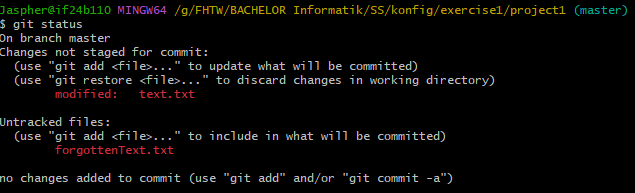 Jaspher@if24b110 MINGW64 /g/FHTW/BACHELOR Informatik/SS/konfig/exercise1/project1 (master)
$ git status
On branch master
Changes not staged for commit:
  (use "git add <file>..." to update what will be committed)
  (use "git restore <file>..." to discard changes in working directory)
        modified:   text.txt

Untracked files:
  (use "git add <file>..." to include in what will be committed)
        forgottenText.txt

no changes added to commit (use "git add" and/or "git commit -a")